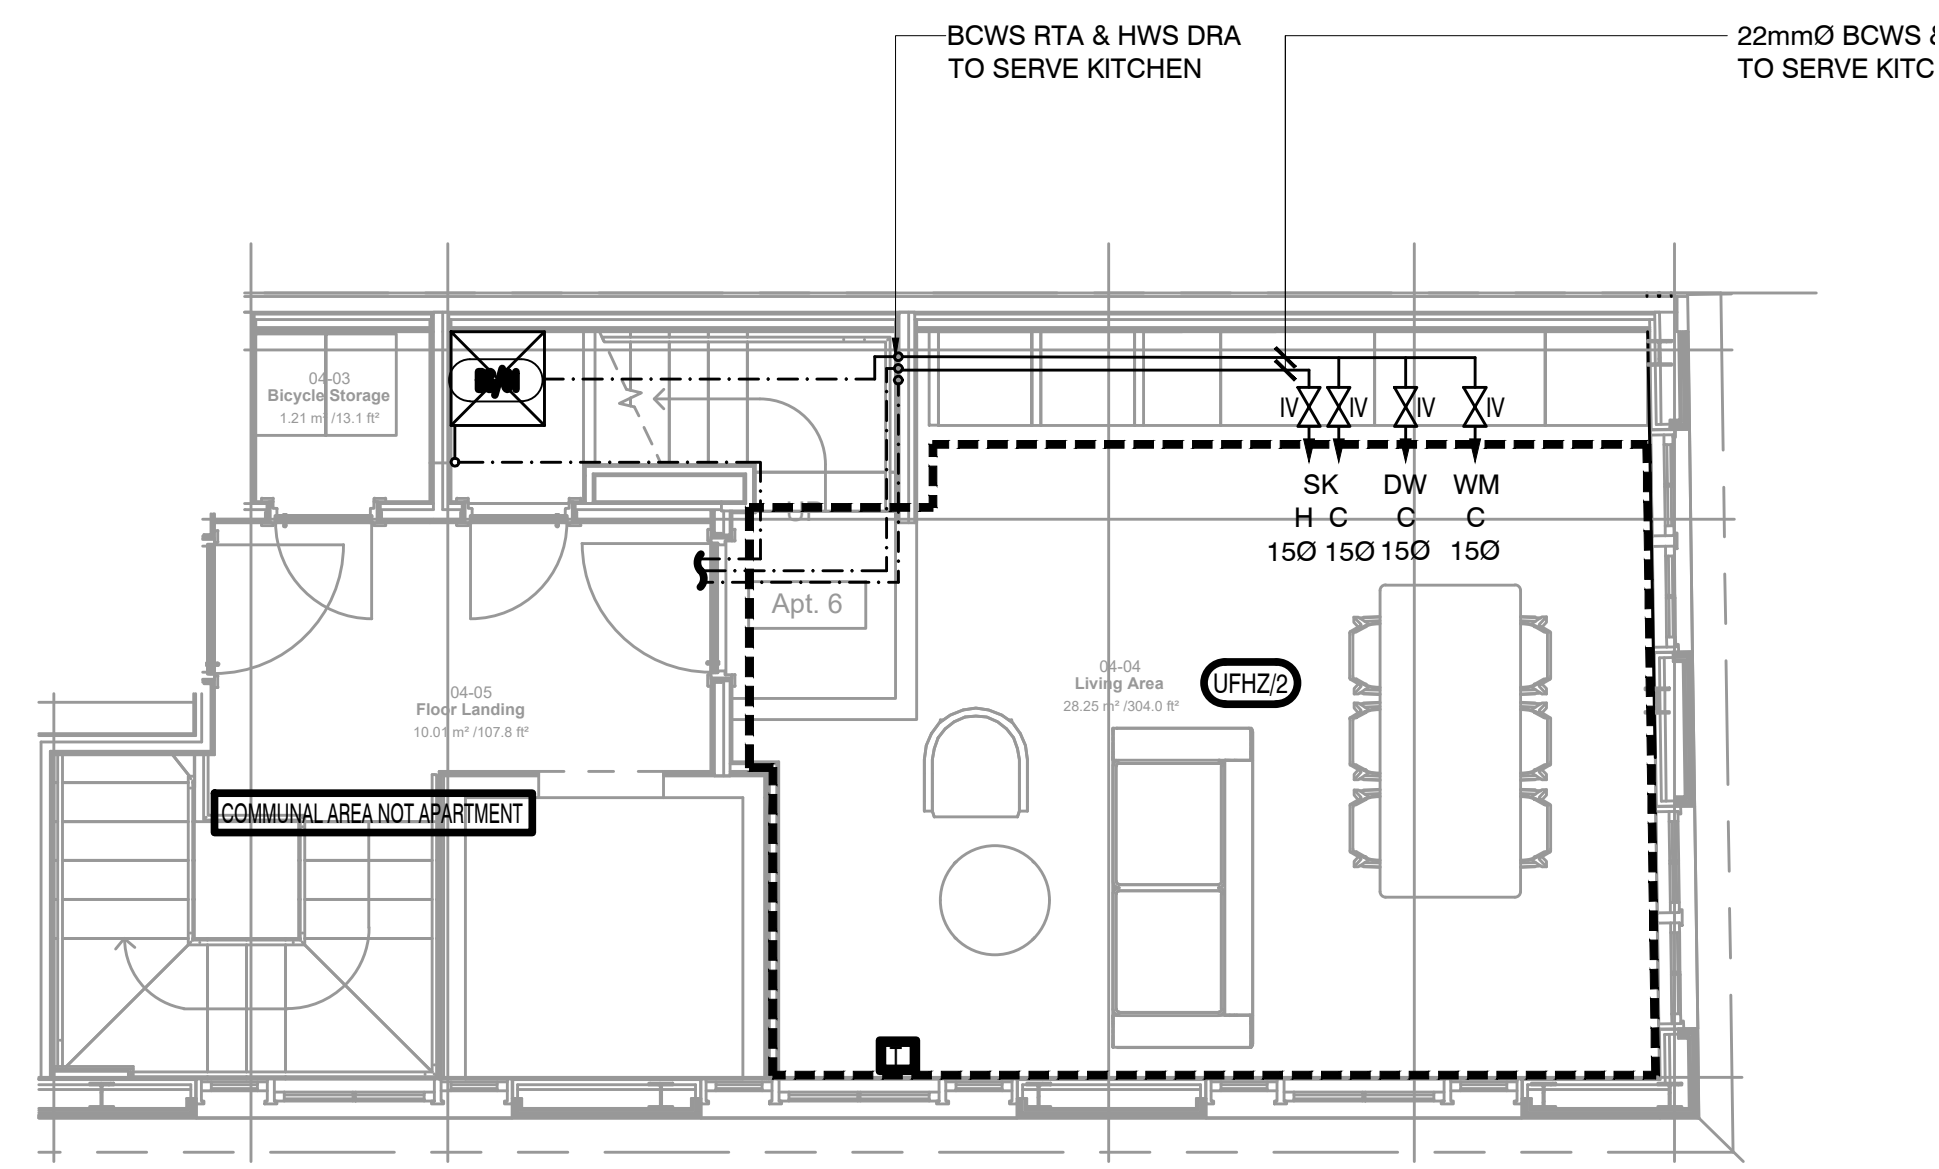 BCWS RTA & HWS DRA
TO SERVE KITCHEN
22mmØ BCWS &
TO SERVE KITC
04-03
Bicycle Storage
1.21 m² /13.1 ft²
IV IV IV IV
SK DW WM
H C C C
15Ø 15Ø 15Ø 15Ø
UP
Apt. 6
04-04
Living Area
28.25 m² /304.0 ft²
UFHZ/2
04-05
Floor Landing
10.01 m² /107.8 ft²
COMMUNAL AREA NOT APARTMENT